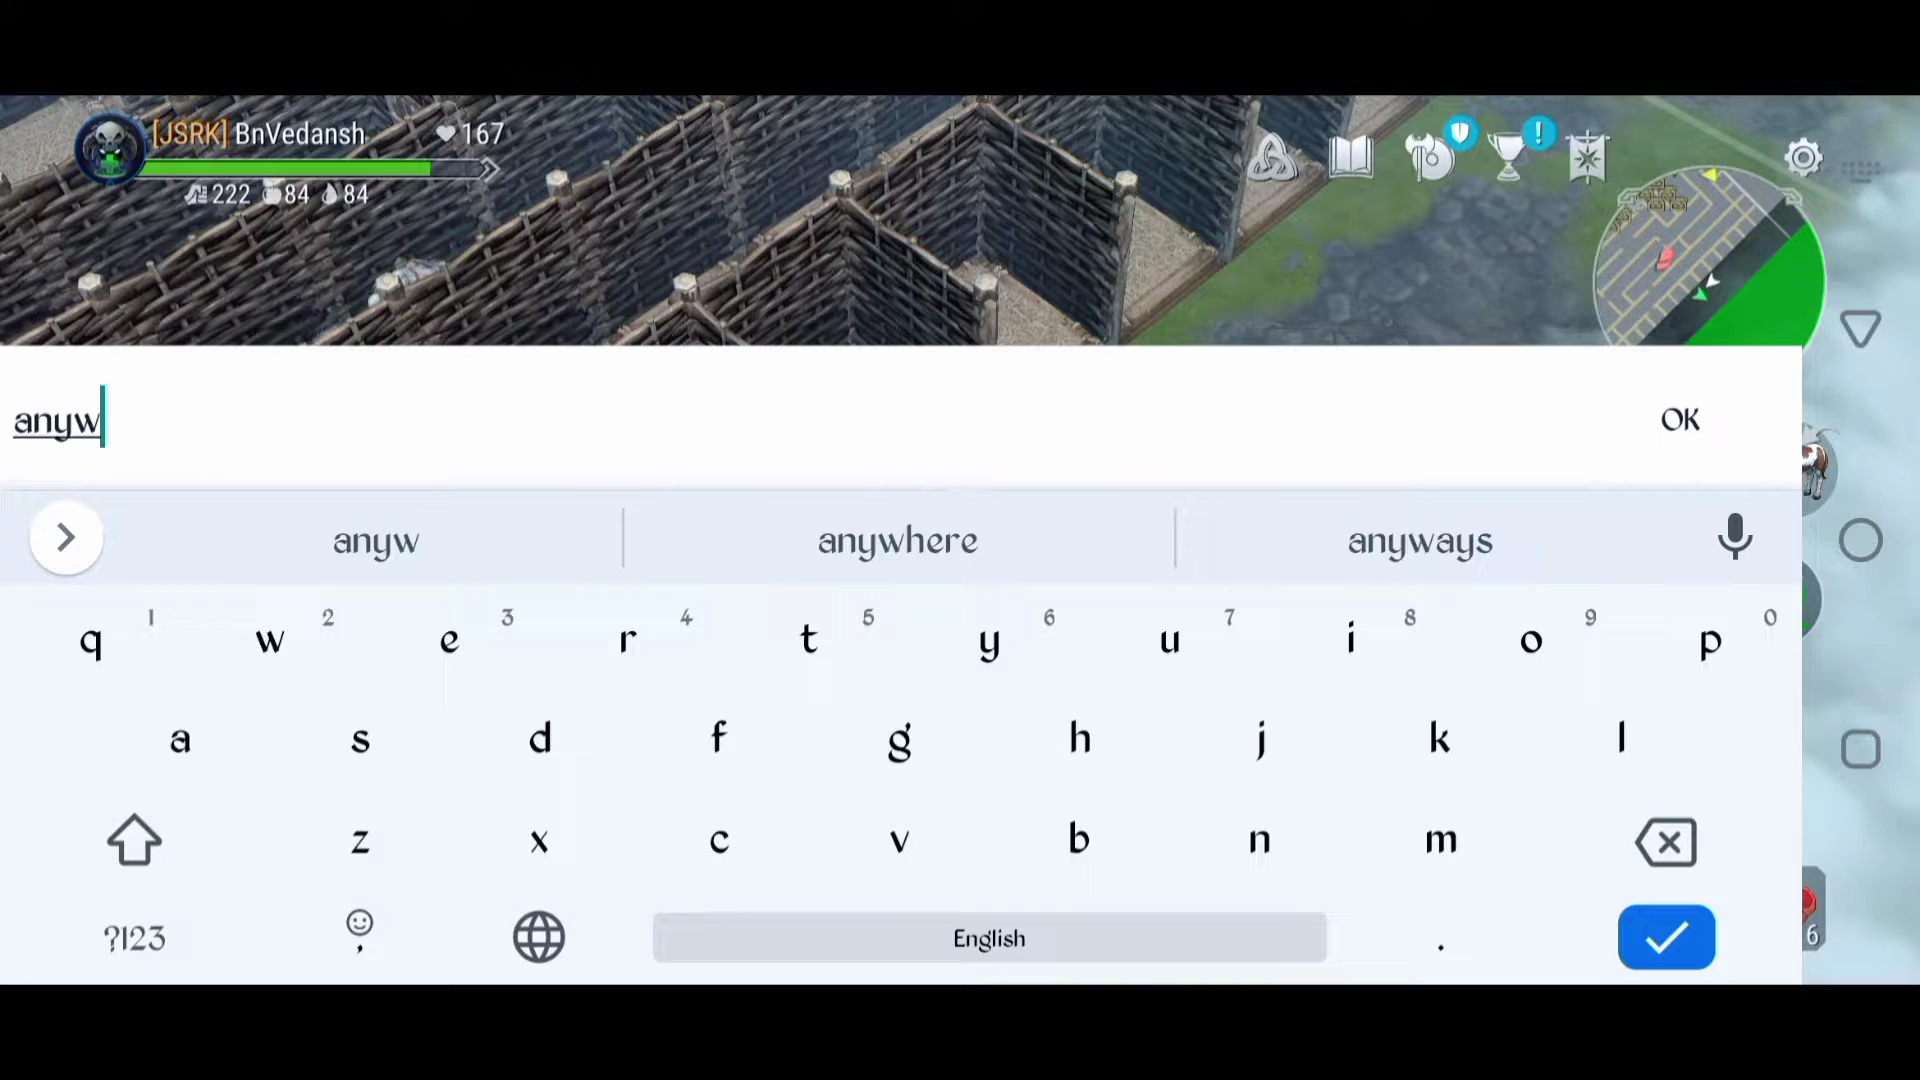 [JSRK] BnVedansh 167
222 84 84
anyw
OK
anyw anywhere anyways
1 2 3 4 5 6 7 8 9 0
q w e r t y u i o p
a s d f g h j k l
z x c v b n m
?123 , English .
6